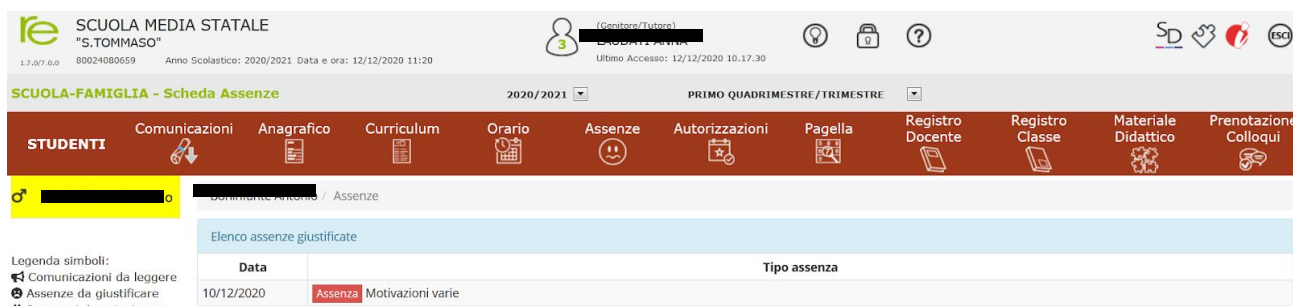 re
SCUOLA MEDIA STATALE
"S.TOMMASO"
1.7.0/7.0.0 80024080659 Anno Scolastico: 2020/2021 Data e ora: 12/12/2020 11:20
3
(Genitore/Tutore)
Ultimo Accesso: 12/12/2020 10.17.30
?
SD
ESCI
SCUOLA-FAMIGLIA - Scheda Assenze 2020/2021 PRIMO QUADRIMESTRE/TRIMESTRE
STUDENTI Comunicazioni Anagrafico Curriculum Orario Assenze Autorizzazioni Pagella Registro Docente Registro Classe Materiale Didattico Prenotazione Colloqui
o
/ Assenze
Elenco assenze giustificate
Legenda simboli:
Comunicazioni da leggere
Assenze da giustificare
Data Tipo assenza
10/12/2020 Assenza Motivazioni varie